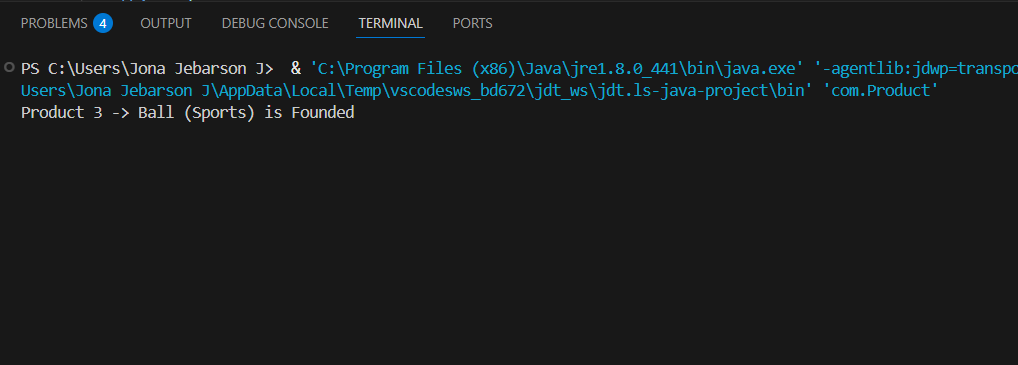 PROBLEMS 4 OUTPUT DEBUG CONSOLE TERMINAL PORTS
PS C:\Users\Jona Jebarson J>  & 'C:\Program Files (x86)\Java\jre1.8.0_441\bin\java.exe' '-agentlib:jdwp=transpo
Users\Jona Jebarson J\AppData\Local\Temp\vscodesws_bd672\jdt_ws\jdt.ls-java-project\bin' 'com.Product'
Product 3 -> Ball (Sports) is Founded